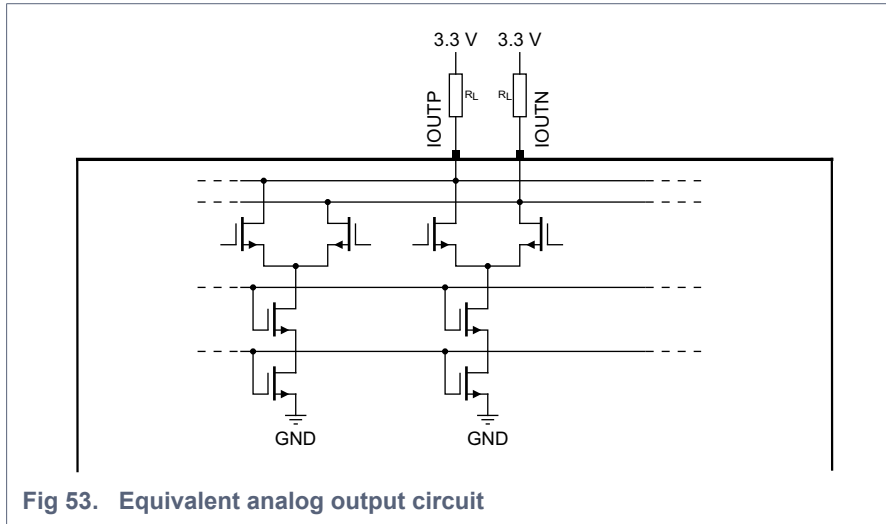 3.3 V 3.3 V
IOUTP
RL
RL
IOUTN
GND
GND
Fig 53. Equivalent analog output circuit